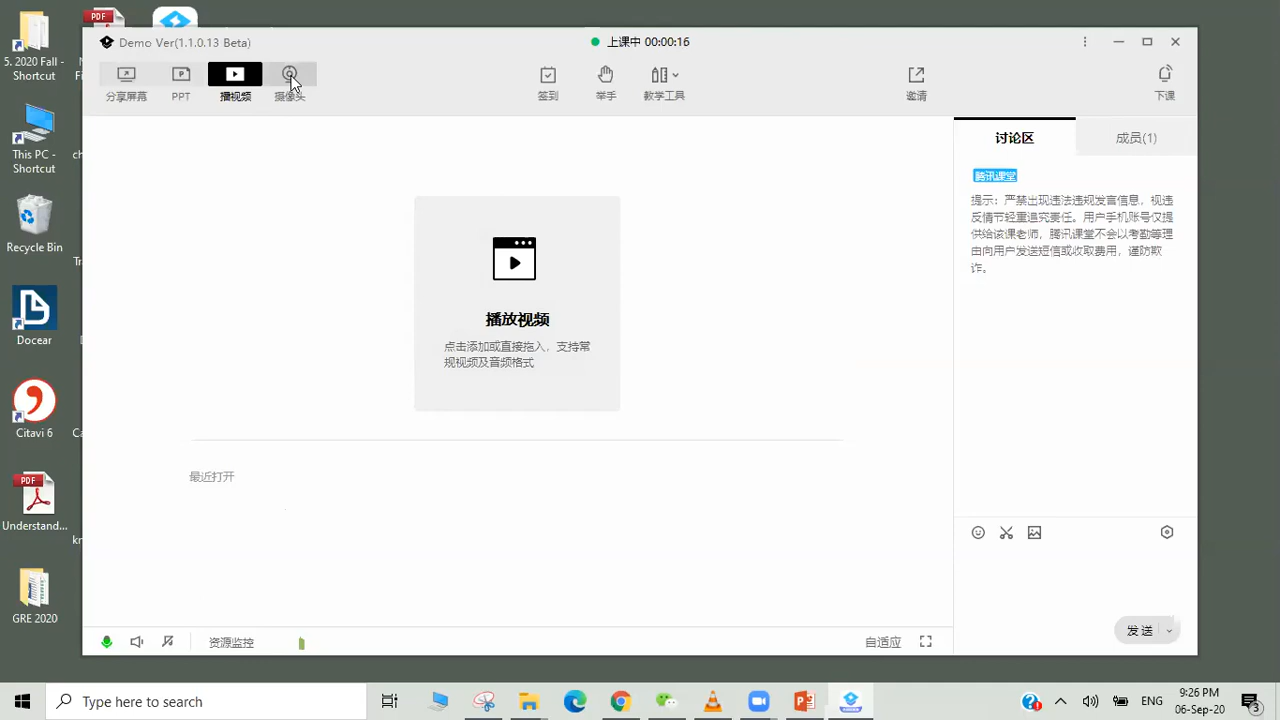 PDF
Demo Ver(1.1.0.13 Beta)
上课中 00:00:16
5. 2020 Fall -
Shortcut
分享屏幕
PPT
播视频
摄像头
签到
举手
教学工具
邀请
下课
讨论区
成员(1)
This PC -
Shortcut
腾讯课堂
提示：严禁出现违法违规发言信息，视违
反情节轻重追究责任。用户手机账号仅提
供给该课老师，腾讯课堂不会以考勤等理
由向用户发送短信或收取费用，谨防欺
诈。
Recycle Bin
播放视频
点击添加或直接拖入，支持常
规视频及音频格式
Docear
Citavi 6
最近打开
PDF
Understand...
GRE 2020
资源监控
自适应
发送
Type here to search
ENG
9:26 PM
06-Sep-20
3